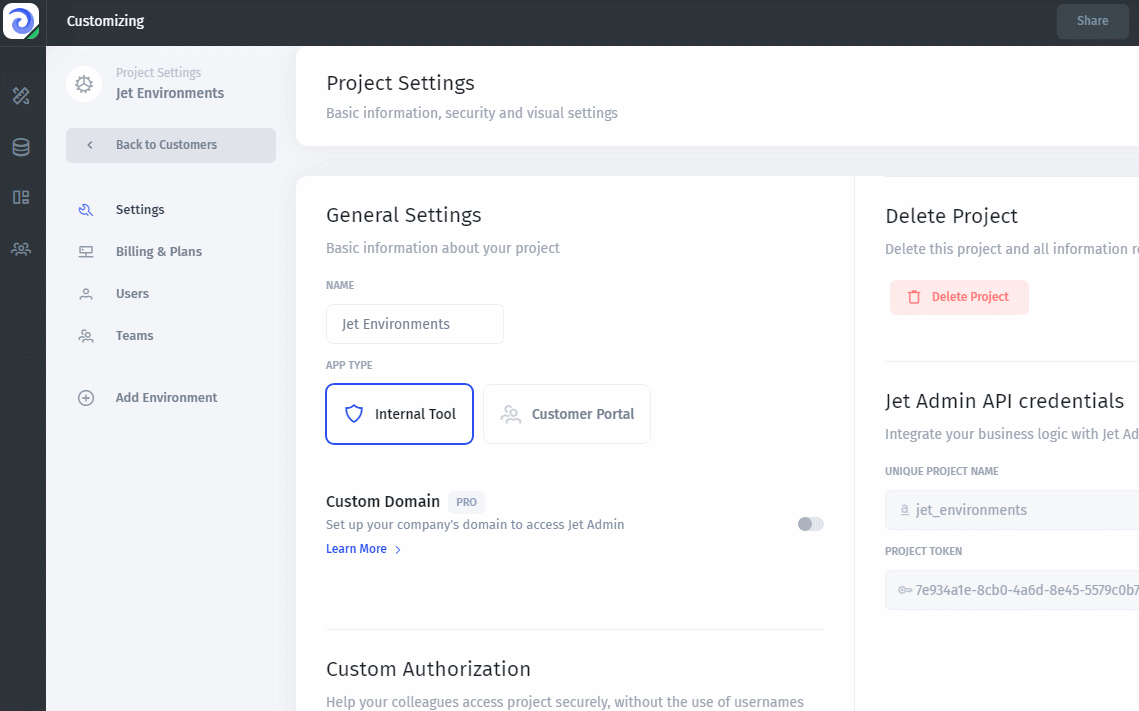 Customizing
Share
Project Settings
Jet Environments
Back to Customers
Settings
Billing & Plans
Users
Teams
Add Environment
Project Settings
Basic information, security and visual settings
General Settings
Basic information about your project
NAME
Jet Environments
APP TYPE
Internal Tool
Customer Portal
Custom Domain PRO
Set up your company's domain to access Jet Admin
Learn More
Custom Authorization
Help your colleagues access project securely, without the use of usernames
Delete Project
Delete this project and all information
Delete Project
Jet Admin API credentials
Integrate your business logic with Jet
UNIQUE PROJECT NAME
jet_environments
PROJECT TOKEN
7e934a1e-8cb0-4a6d-8e45-5579c0b7